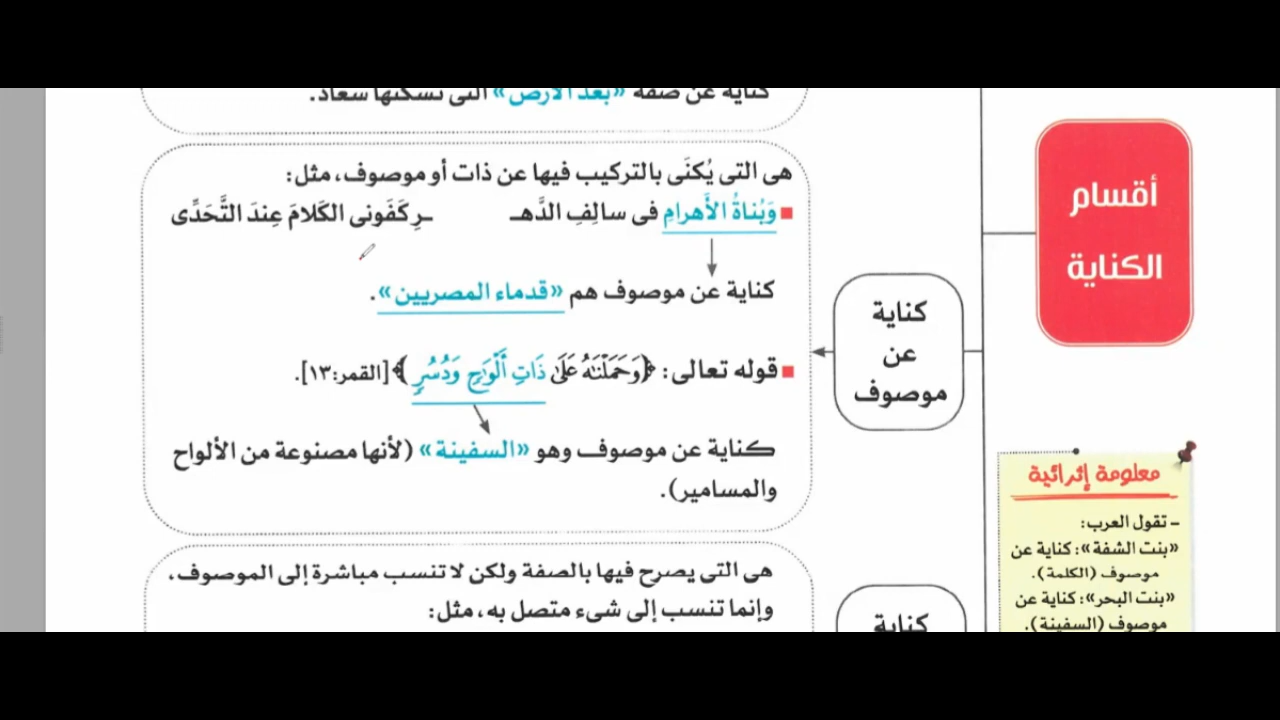 كناية عن صفة «بعد الأرض» التى تسكنها سعاد.
أقسام
الكناية
هى التى يُكنَى بالتركيب فيها عن ذات أو موصوف، مثل:
وَبُناةُ الأَهرامِ فى سالِفِ الدَّهـ ـرِ كَفَونى الكَلامَ عِندَ التَّحَدِّى
كناية عن موصوف هم «قدماء المصريين».
كناية
عن
موصوف
قوله تعالى: ﴿وَحَمَلْنَٰهُ عَلَىٰ ذَاتِ أَلْوَٰحٍ وَدُسُرٍ﴾ [القمر:١٣].
كناية عن موصوف وهو «السفينة» (لأنها مصنوعة من الألواح
والمسامير).
معلومة إثرائية
– تقول العرب:
«بنت الشفة»: كناية عن
موصوف (الكلمة).
«بنت البحر»: كناية عن
موصوف (السفينة).
هى التى يصرح فيها بالصفة ولكن لا تنسب مباشرة إلى الموصوف،
وإنما تنسب إلى شىء متصل به، مثل:
كناية